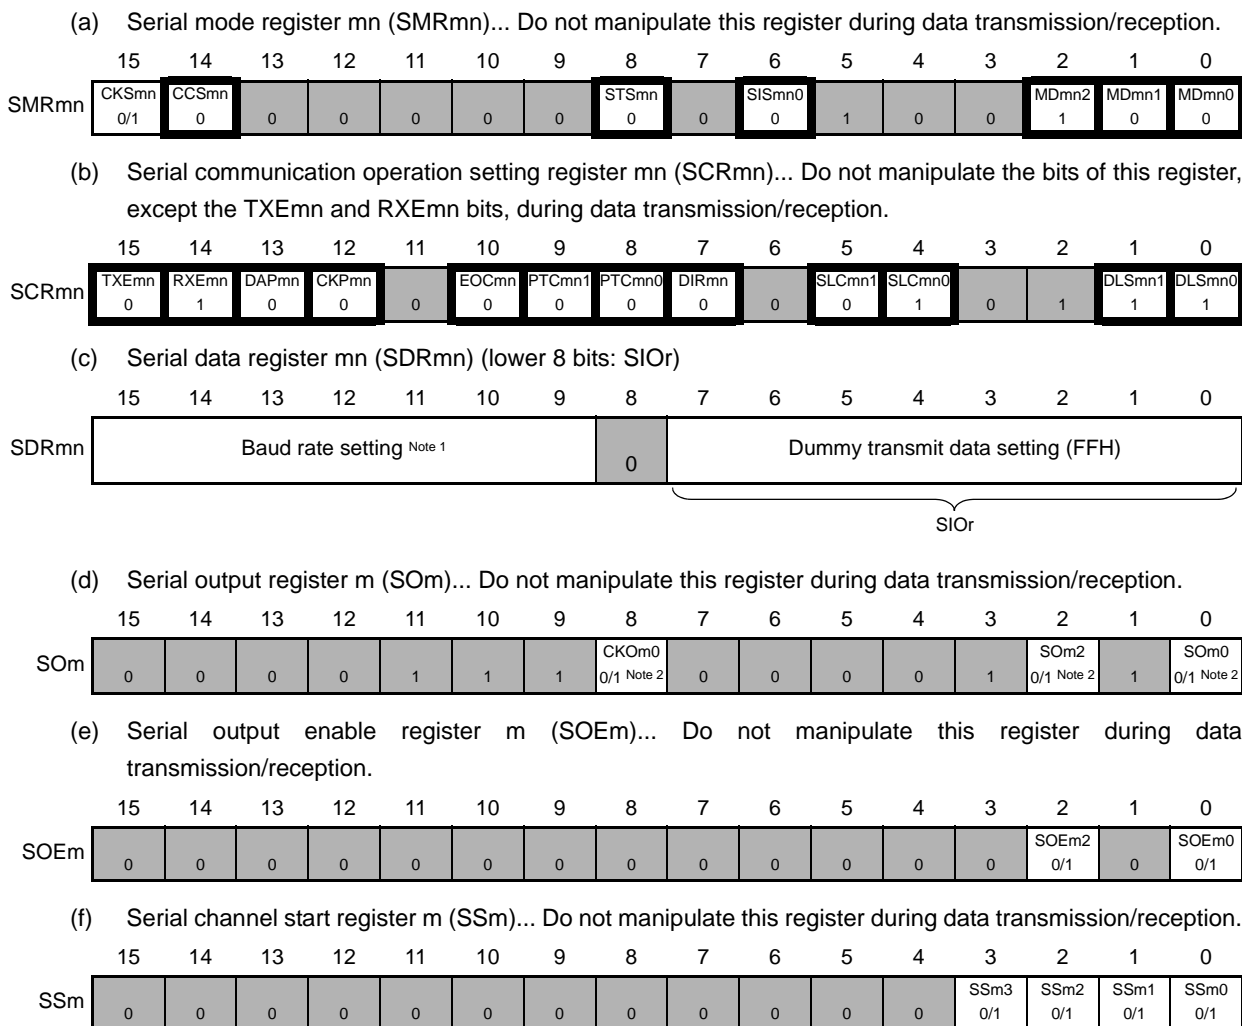 (a) Serial mode register mn (SMRmn)... Do not manipulate this register during data transmission/reception.
15 14 13 12 11 10 9 8 7 6 5 4 3 2 1 0
SMRmn CKSmn CCSmn STSmn SISmn0 MDmn2 MDmn1 MDmn0
0/1 0 0 0 0 0 0 0 0 0 1 0 0 1 0 0
(b) Serial communication operation setting register mn (SCRmn)... Do not manipulate the bits of this register,
except the TXEmn and RXEmn bits, during data transmission/reception.
15 14 13 12 11 10 9 8 7 6 5 4 3 2 1 0
SCRmn TXEmn RXEmn DAPmn CKPmn EOCmn PTCmn1 PTCmn0 DIRmn SLCmn1 SLCmn0 DLSmn1 DLSmn0
0 1 0 0 0 0 0 0 0 0 0 1 0 1 1 1
(c) Serial data register mn (SDRmn) (lower 8 bits: SIOr)
15 14 13 12 11 10 9 8 7 6 5 4 3 2 1 0
SDRmn Baud rate setting Note 1 0 Dummy transmit data setting (FFH)
SIOr
(d) Serial output register m (SOm)... Do not manipulate this register during data transmission/reception.
15 14 13 12 11 10 9 8 7 6 5 4 3 2 1 0
SOm CKOm0 SOm2 SOm0
0 0 0 0 1 1 1 0/1 Note 2 0 0 0 0 1 0/1 Note 2 1 0/1 Note 2
(e) Serial output enable register m (SOEm)... Do not manipulate this register during data
transmission/reception.
15 14 13 12 11 10 9 8 7 6 5 4 3 2 1 0
SOEm SOEm2 SOEm0
0 0 0 0 0 0 0 0 0 0 0 0 0 0/1 0 0/1
(f) Serial channel start register m (SSm)... Do not manipulate this register during data transmission/reception.
15 14 13 12 11 10 9 8 7 6 5 4 3 2 1 0
SSm SSm3 SSm2 SSm1 SSm0
0 0 0 0 0 0 0 0 0 0 0 0 0/1 0/1 0/1 0/1